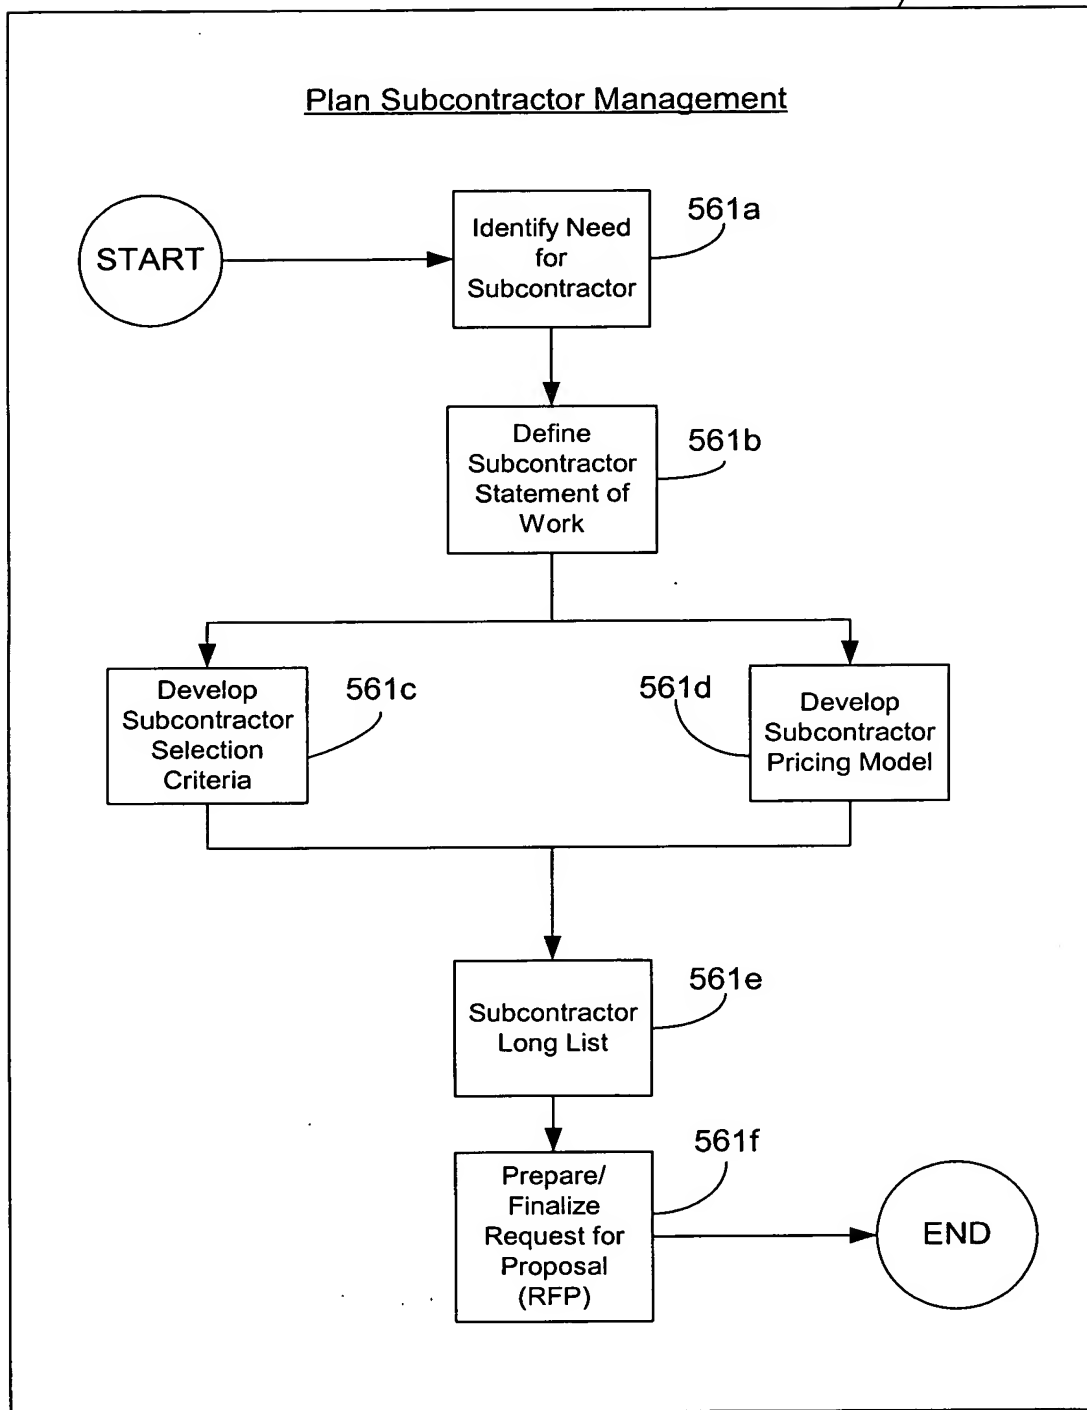 Plan Subcontractor Management
START
Identify Need
for
Subcontractor
561a
Define
Subcontractor
Statement of
Work
561b
Develop
Subcontractor
Selection
Criteria
561c
561d
Develop
Subcontractor
Pricing Model
Subcontractor
Long List
561e
Prepare/
Finalize
Request for
Proposal
(RFP)
561f
END